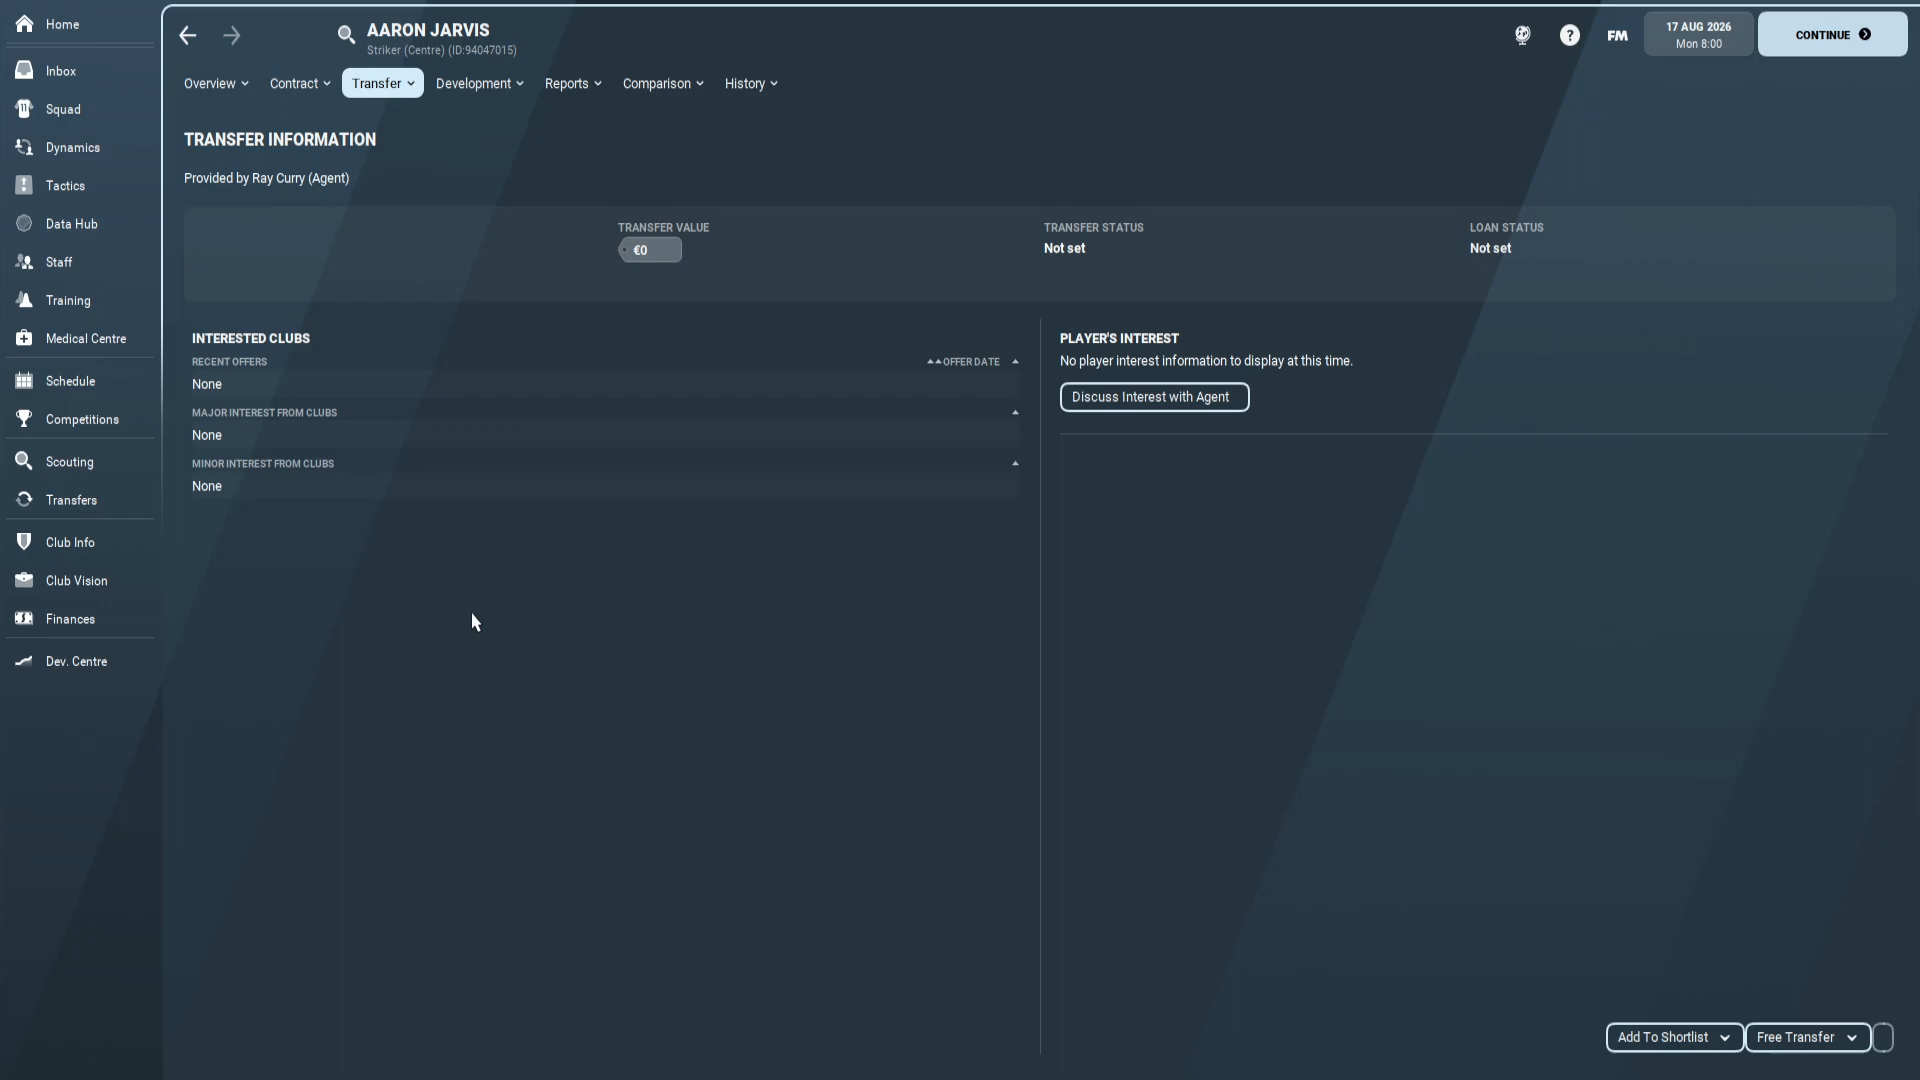 Home
Inbox
Squad
Dynamics
Tactics
Data Hub
Staff
Training
Medical Centre
Schedule
Competitions
Scouting
Transfers
Club Info
Club Vision
Finances
Dev. Centre
AARON JARVIS
Striker (Centre) (ID:94047015)
?
FM
17 AUG 2026
Mon 8:00
CONTINUE
Overview
Contract
Transfer
Development
Reports
Comparison
History
TRANSFER INFORMATION
Provided by Ray Curry (Agent)
TRANSFER VALUE
€0
TRANSFER STATUS
Not set
LOAN STATUS
Not set
INTERESTED CLUBS
RECENT OFFERS
OFFER DATE
None
MAJOR INTEREST FROM CLUBS
None
MINOR INTEREST FROM CLUBS
None
PLAYER'S INTEREST
No player interest information to display at this time.
Discuss Interest with Agent
Add To Shortlist
Free Transfer